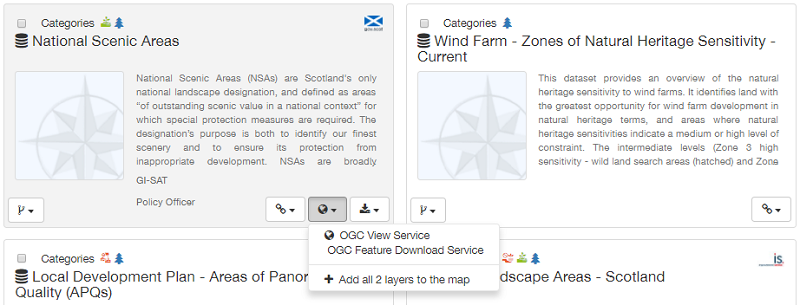 Categories
National Scenic Areas
National Scenic Areas (NSAs) are Scotland's only
national landscape designation, and defined as areas
“of outstanding scenic value in a national context” for
which special protection measures are required. The
designation's purpose is both to identify our finest
scenery and to ensure its protection from
inappropriate development. NSAs are broadly
GI-SAT
Policy Officer
OGC View Service
OGC Feature Download Service
Add all 2 layers to the map
Categories
Wind Farm - Zones of Natural Heritage Sensitivity -
Current
This dataset provides an overview of the natural
heritage sensitivity to wind farms. It identifies land with
the greatest opportunity for wind farm development in
natural heritage terms, and areas where natural
heritage sensitivities indicate a medium or high level of
constraint. The intermediate levels (Zone 3 high
sensitivity - wild land search areas (hatched) and Zone
Categories
Local Development Plan - Areas of Panor
Quality (APQs)
dscape Areas - Scotland
is